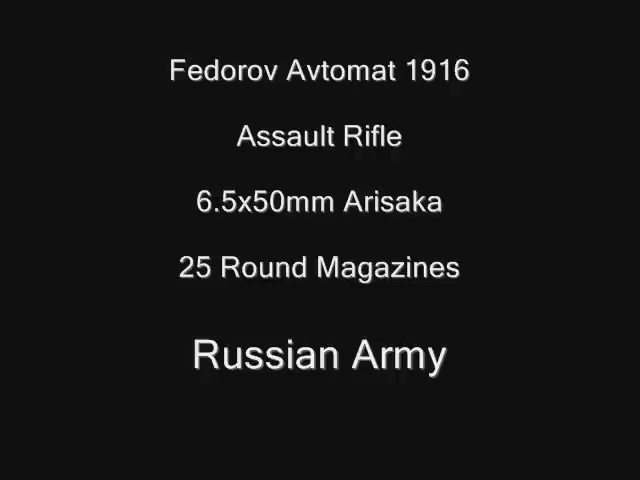 Fedorov Avtomat 1916
Assault Rifle
6.5x50mm Arisaka
25 Round Magazines
Russian Army